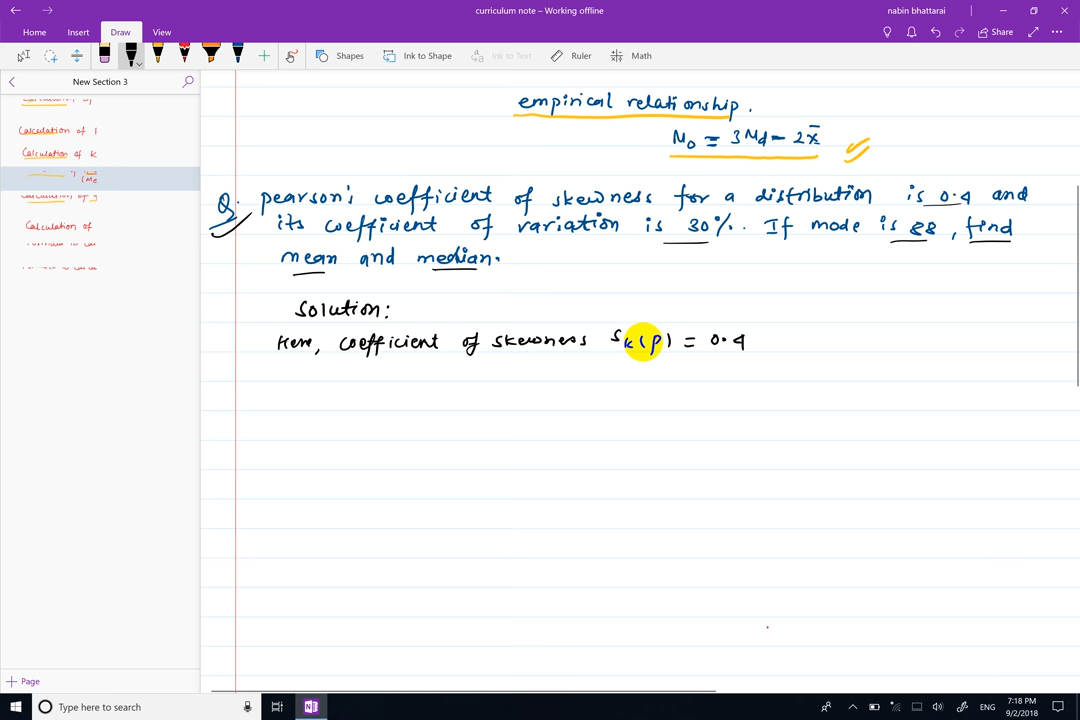 curriculum note – Working offline
nabin bhattarai
Home Insert Draw View
Share
Shapes Ink to Shape Ink to Text Ruler Math
New Section 3
Calculation of
Calculation of k
Calculation of
Calculation of
Page
empirical relationship.
Mo = 3Md - 2x̄
Q. pearson's coefficient of skewness for a distribution is 0.4 and
its coefficient of variation is 30%. If mode is 88, find
mean and median.
Solution:
Here, coefficient of skewness Sk(p) = 0.4
Type here to search
ENG
7:18 PM
9/2/2018